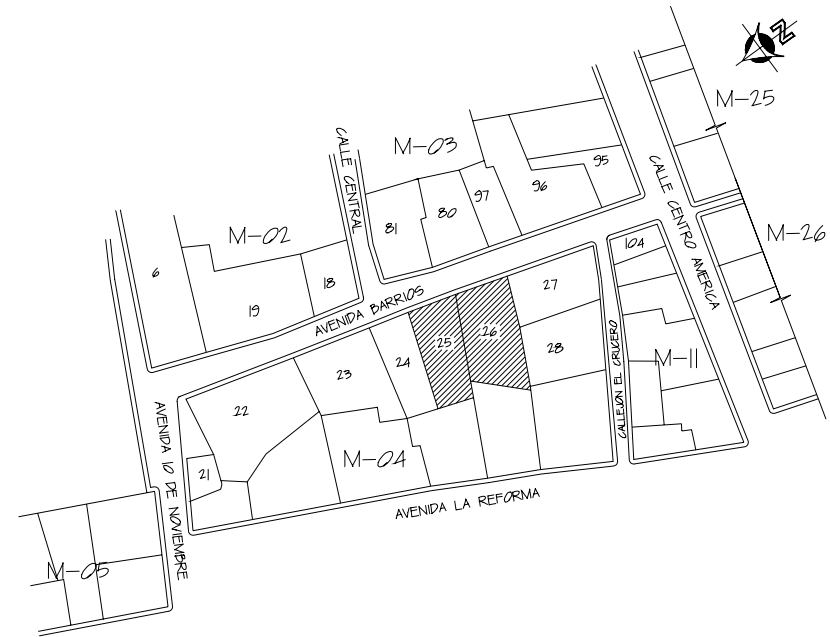 N
M-25
CALLE CENTRAL
M-03
95
CALLE CENTRO AMERICA
96
97
80
81
M-02
M-26
104
6
18
19
27
AVENIDA BARRIOS
26
25
28
CALLEJON EL CRUCERO
M-11
24
23
22
M-04
21
AVENIDA 10 DE NOVIEMBRE
AVENIDA LA REFORMA
M-05